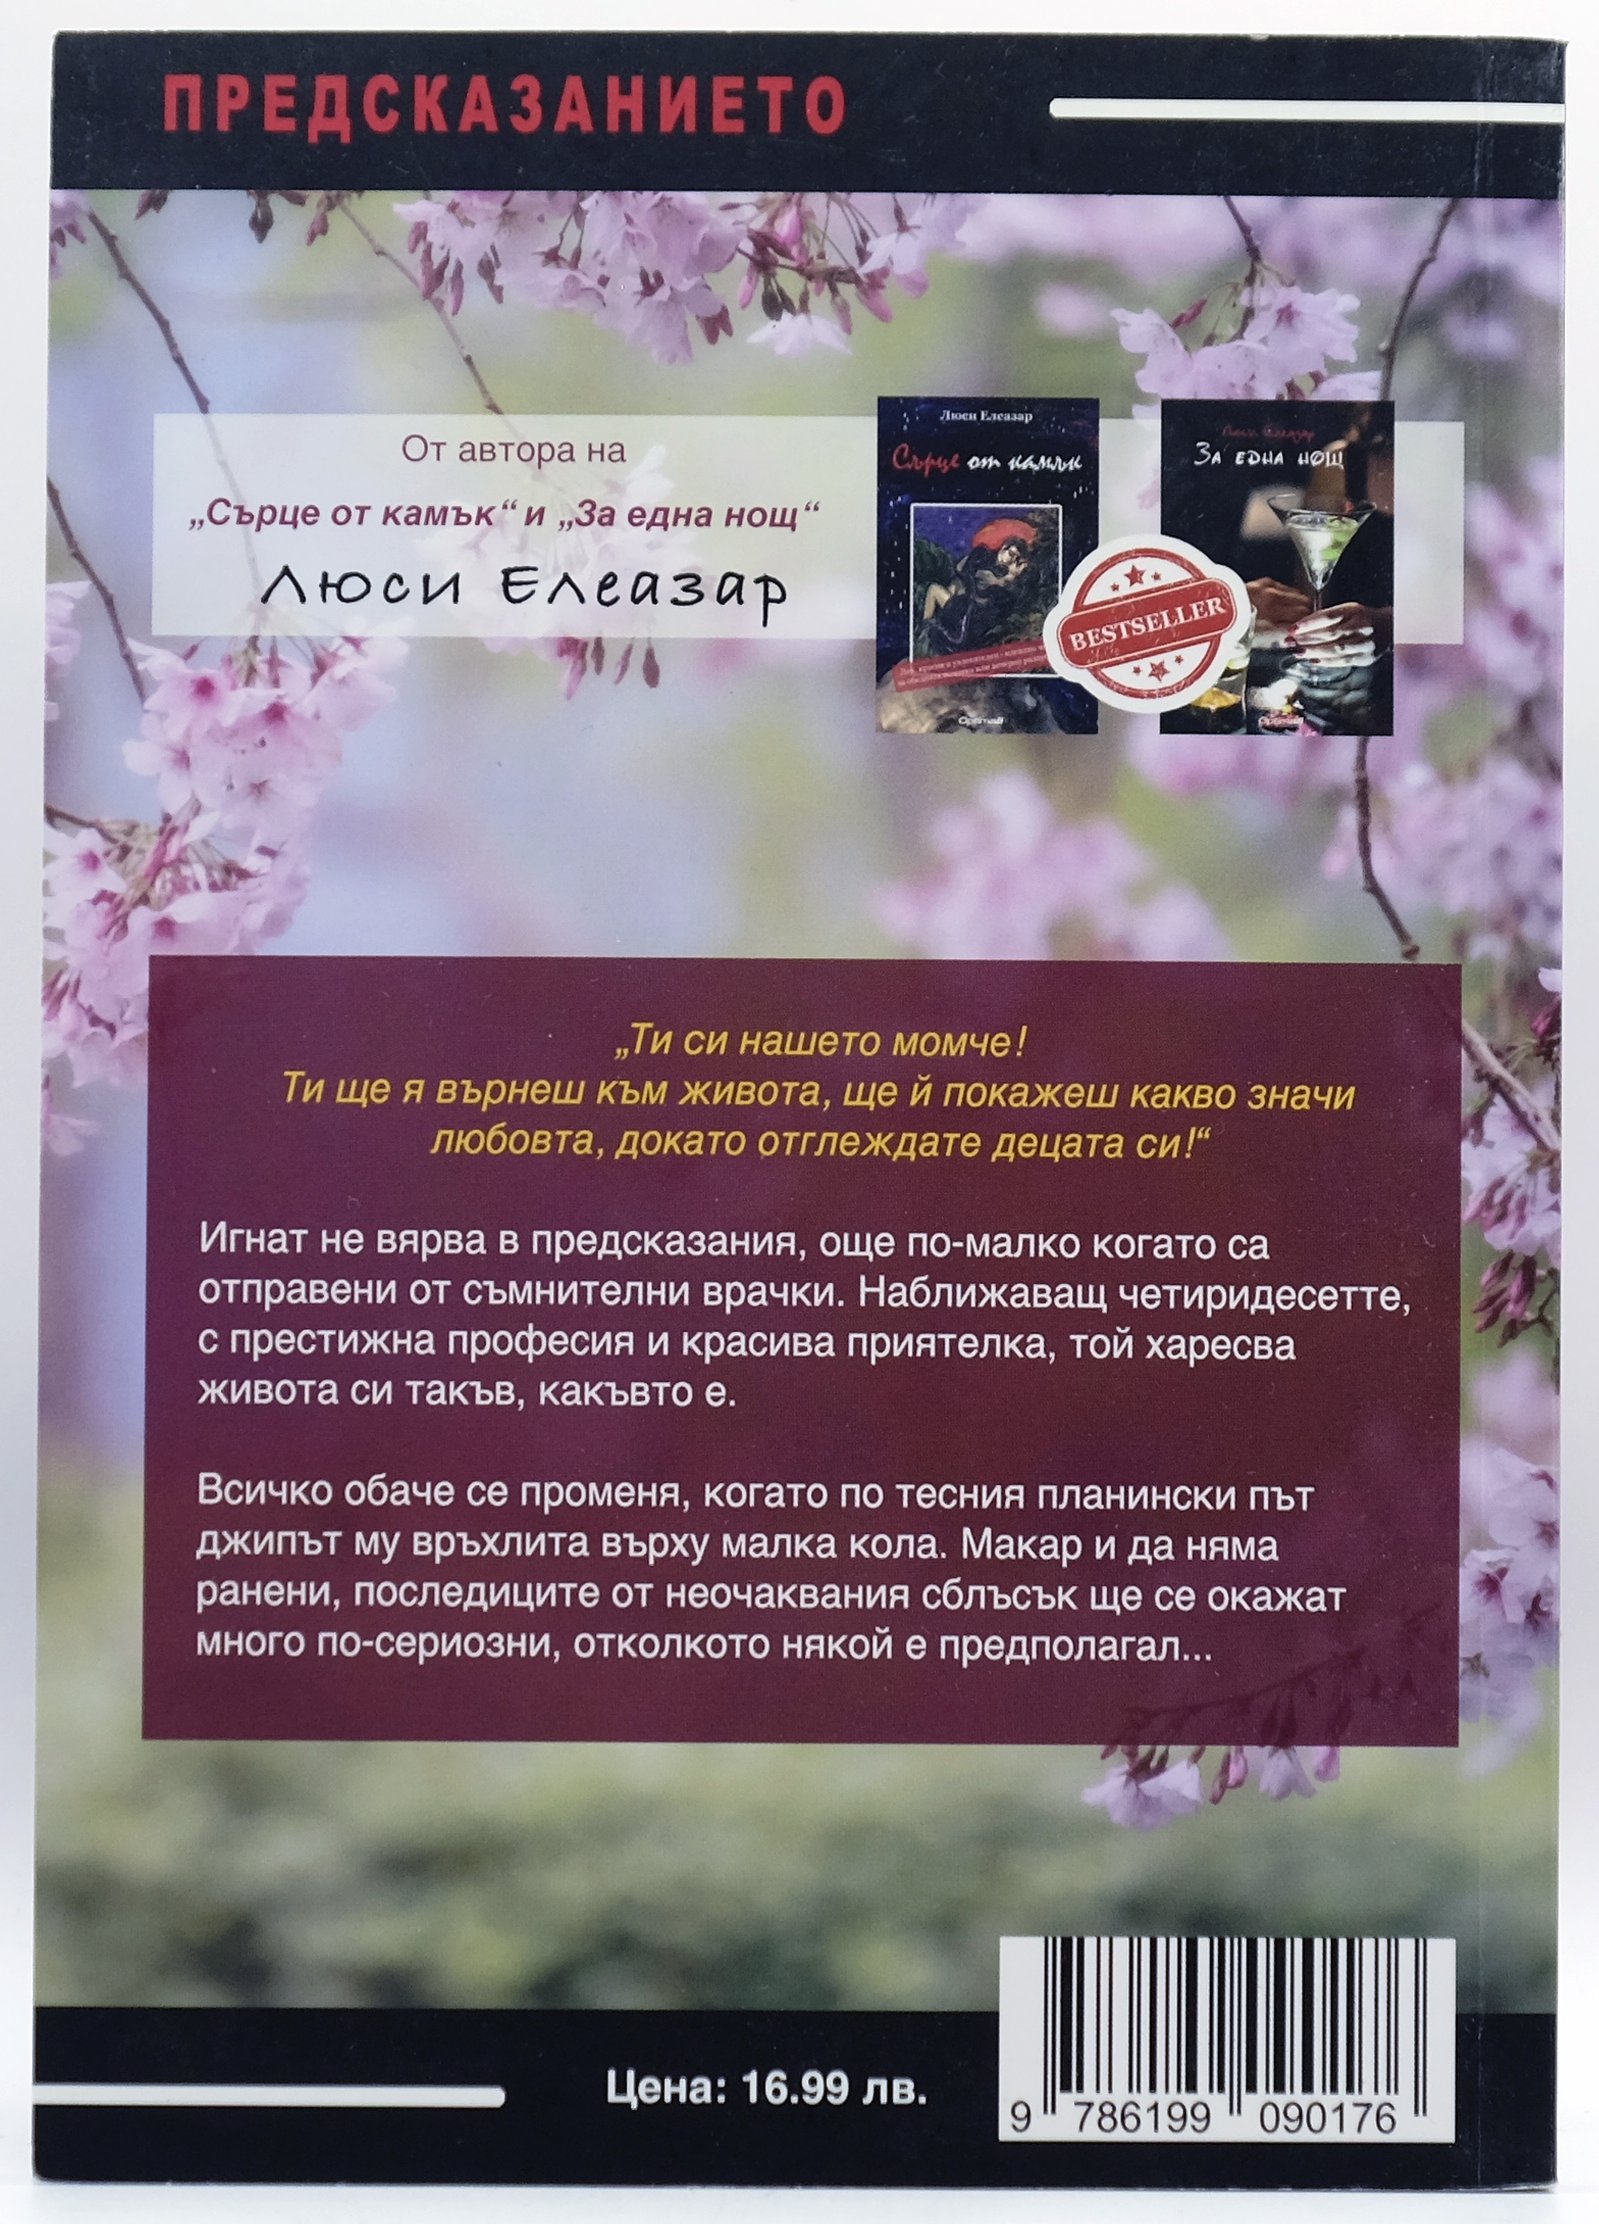 ПРЕДСКАЗАНИЕТО
От автора на
„Сърце от камък“ и „За една нощ“
Люси Елеазар
Люси Елеазар
Сърце от камък
Optimall
Люси Елеазар
За една нощ
Optimall
BESTSELLER
„Ти си нашето момче!
Ти ще я върнеш към живота, ще й покажеш какво значи
любовта, докато отглеждате децата си!“
Игнат не вярва в предсказания, още по-малко когато са
отправени от съмнителни врачки. Наближаващ четиридесетте,
с престижна професия и красива приятелка, той харесва
живота си такъв, какъвто е.
Всичко обаче се променя, когато по тесния планински път
джипът му връхлита върху малка кола. Макар и да няма
ранени, последиците от неочаквания сблъсък ще се окажат
много по-сериозни, отколкото някой е предполагал...
Цена: 16.99 лв.
9 786199 090176